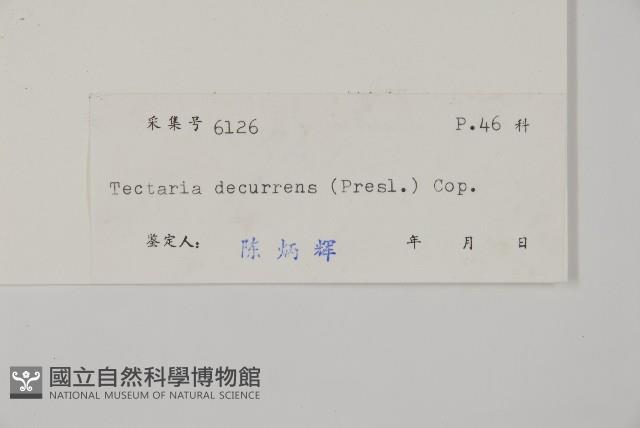 采集号 6126 P.46 科
Tectaria decurrens (Presl.) Cop.
鉴定人: 陈炳辉 年 月 日
國立自然科學博物館
NATIONAL MUSEUM OF NATURAL SCIENCE